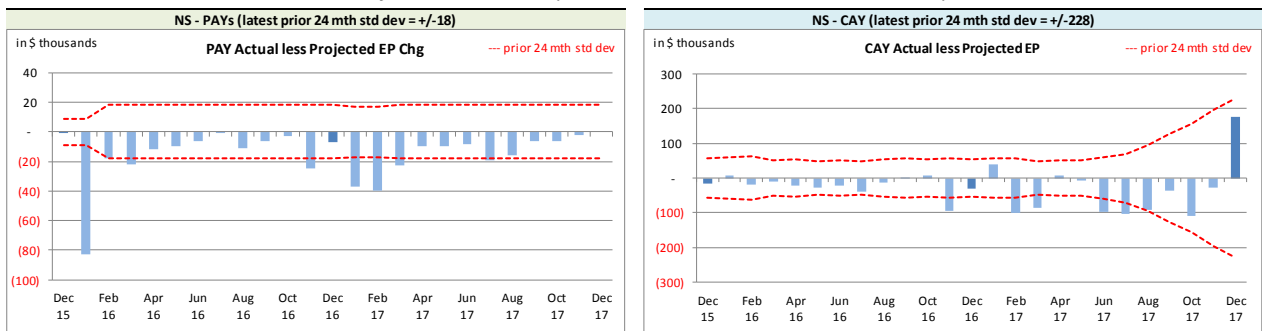 NS - PAYs (latest prior 24 mth std dev = +/-18)
in $ thousands
PAY Actual less Projected EP Chg
--- prior 24 mth std dev
40
20
-
(20)
(40)
(60)
(80)
(100)
Dec Feb Apr Jun Aug Oct Dec Feb Apr Jun Aug Oct Dec
15 16 16 16 16 16 16 17 17 17 17 17 17
NS - CAY (latest prior 24 mth std dev = +/-228)
in $ thousands
CAY Actual less Projected EP
--- prior 24 mth std dev
300
200
100
-
(100)
(200)
(300)
Dec Feb Apr Jun Aug Oct Dec Feb Apr Jun Aug Oct Dec
15 16 16 16 16 16 16 17 17 17 17 17 17